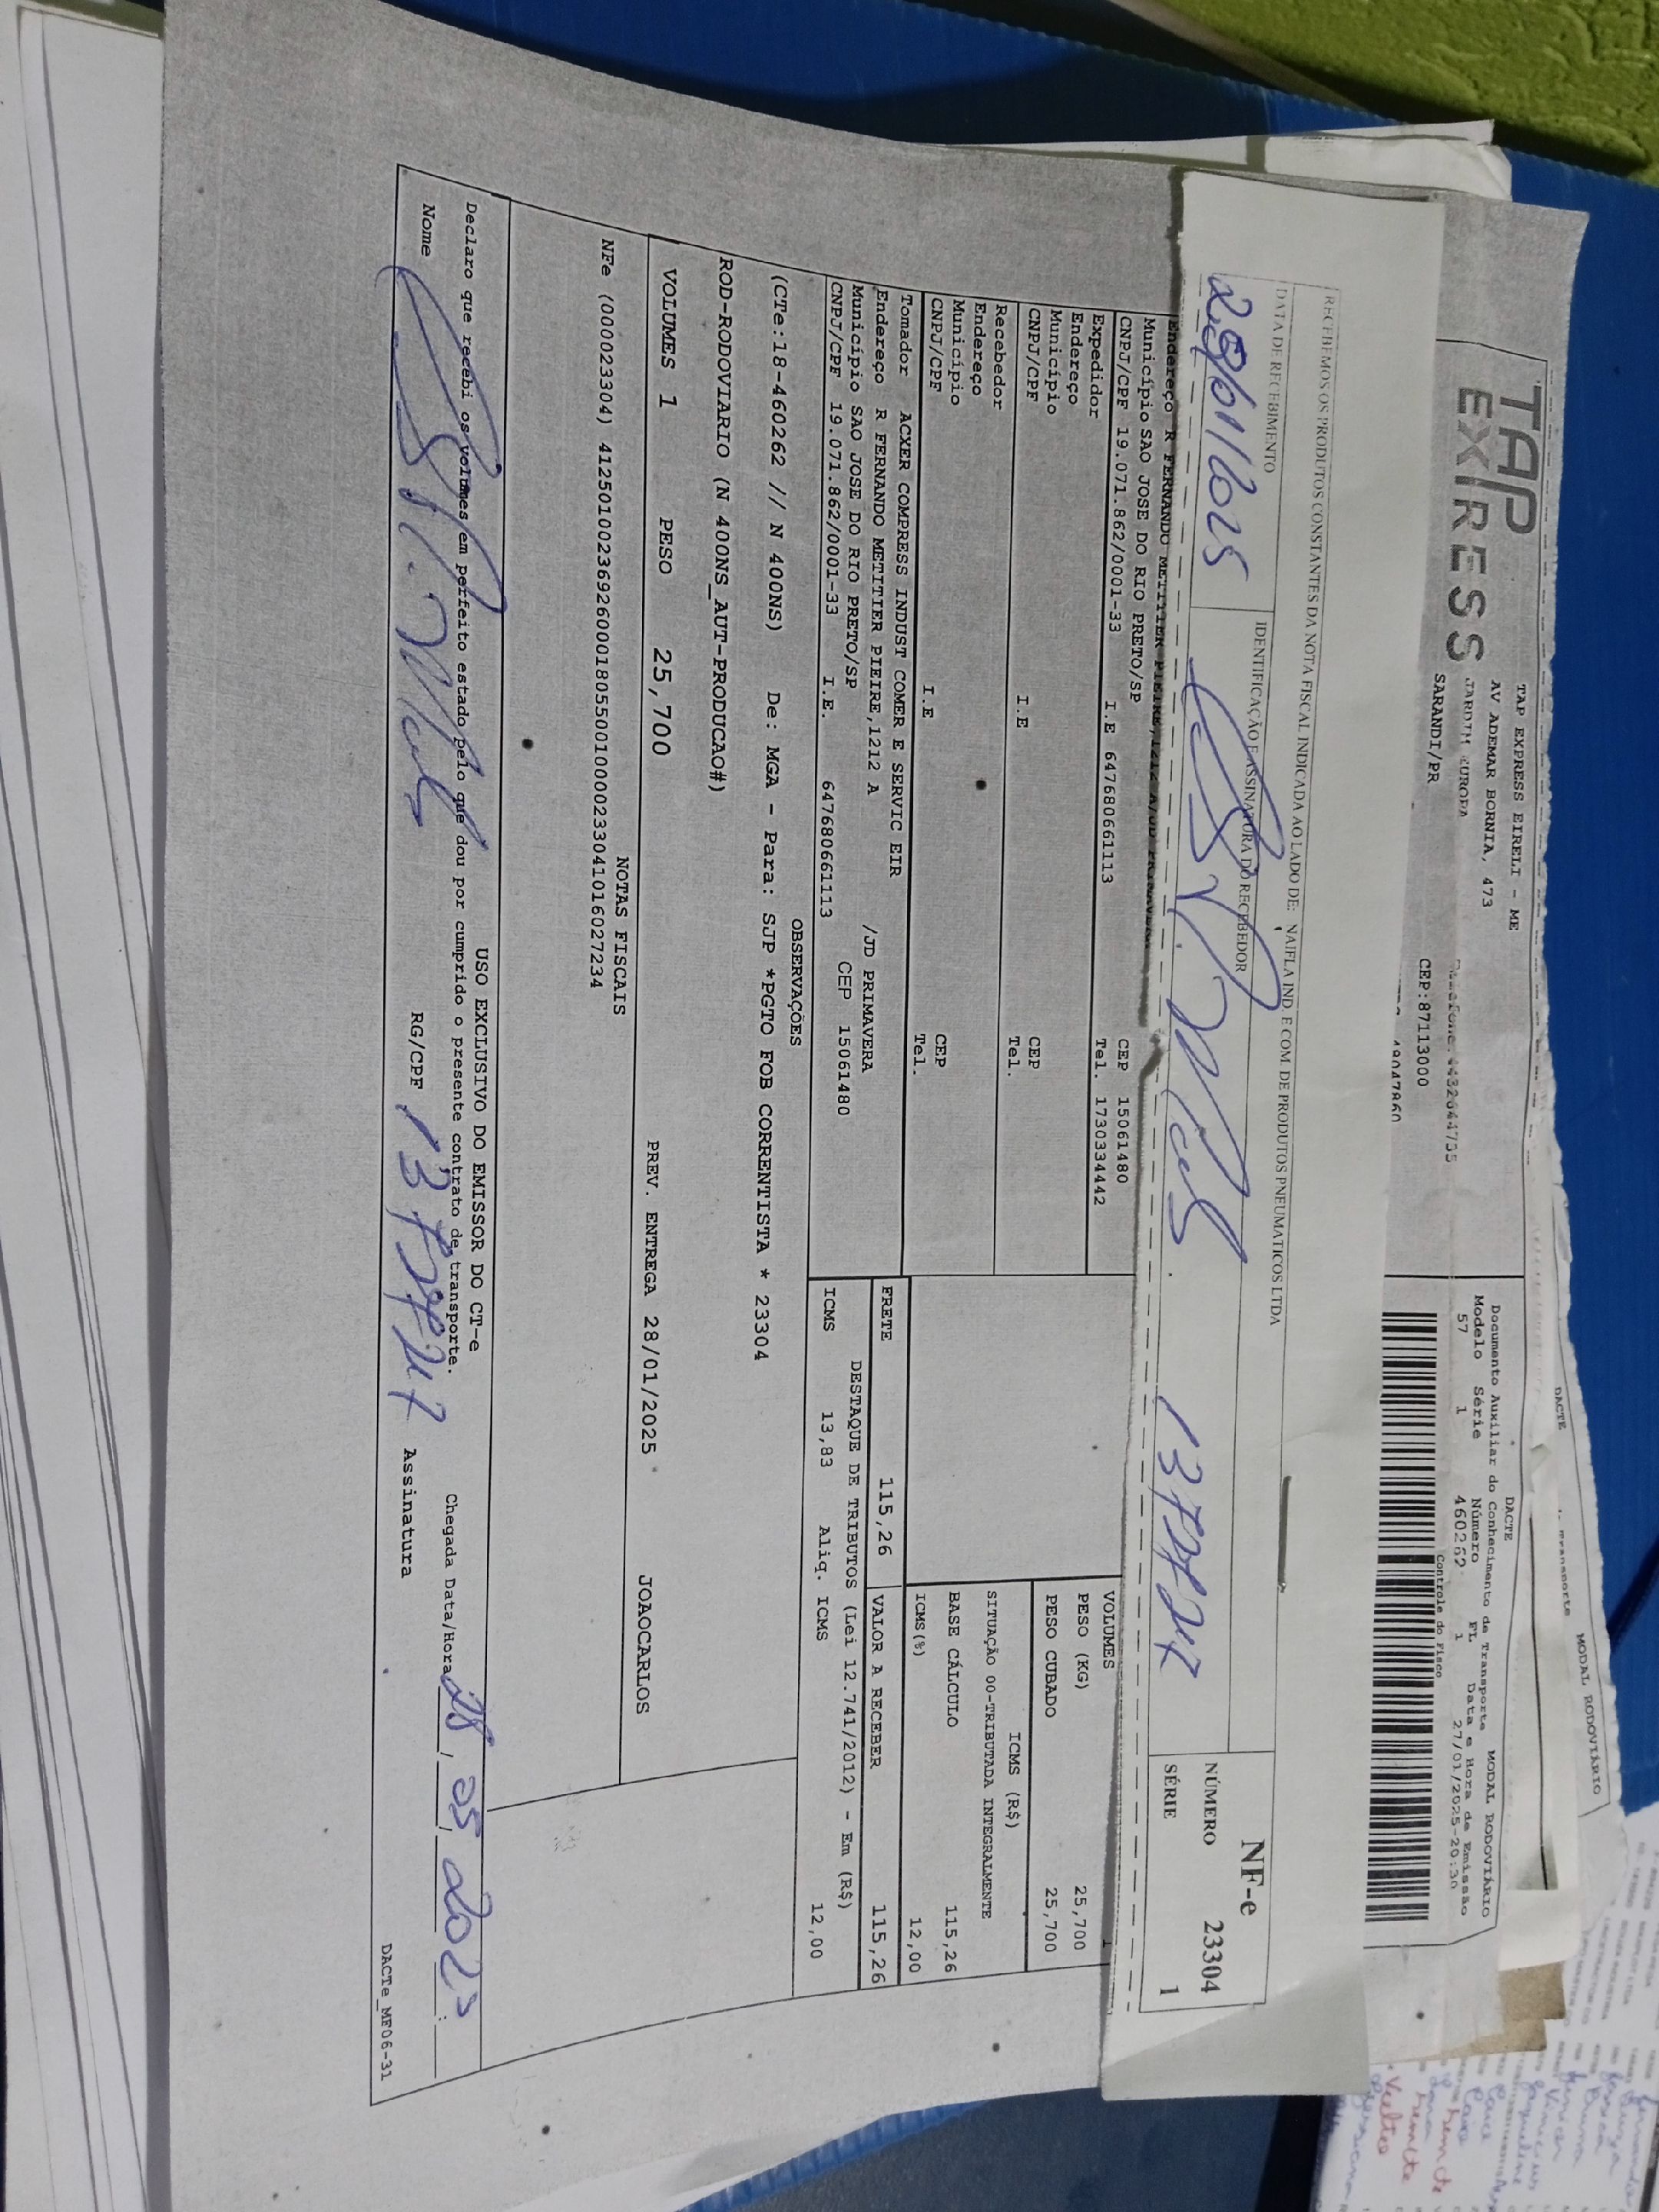 DACTE
MODAL RODOVIÁRIO
de Transporte
TAP
EXPRESS
TAP EXPRESS EIRELI - ME
AV ADEMAR BORNIA, 473
JARDIM EUROPA
SARANDI/PR
CEP:87113000
DACTE
MODAL RODOVIÁRIO
Documento Auxiliar do Conhecimento de Transporte
Modelo Série Número FL Data e Hora de Emissão
57 1 460262 1 27/01/2025-20:30
Controle do Fisco
RECEBEMOS OS PRODUTOS CONSTANTES DA NOTA FISCAL INDICADA AO LADO DE: NAIFLA IND. E COM. DE PRODUTOS PNEUMATICOS LTDA
DATA DE RECEBIMENTO
IDENTIFICAÇÃO E ASSINATURA DO RECEBEDOR
28/01/2025
NF-e
NÚMERO 23304
SÉRIE 1
Endereço R FERNANDO METITIER PIEIRE,1212
Município SAO JOSE DO RIO PRETO/SP
CNPJ/CPF 19.071.862/0001-33 I.E 647680661113
CEP 15061480
Tel. 1730334442
Expedidor
Endereço
Município CEP
CNPJ/CPF I.E Tel.
Recebedor
Endereço
Município CEP
CNPJ/CPF I.E Tel.
VOLUMES 1
PESO (KG) 25,700
PESO CUBADO 25,700
ICMS (R$)
SITUAÇÃO 00-TRIBUTADA INTEGRALMENTE
BASE CÁLCULO 115,26
ICMS(%) 12,00
Tomador ACXER COMPRESS INDUST COMER E SERVIC EIR
Endereço R FERNANDO METITIER PIEIRE,1212 A /JD PRIMAVERA
Município SAO JOSE DO RIO PRETO/SP CEP 15061480
CNPJ/CPF 19.071.862/0001-33 I.E. 647680661113
FRETE 115,26 VALOR A RECEBER 115,26
DESTAQUE DE TRIBUTOS (Lei 12.741/2012) - Em (R$)
ICMS 13,83 Aliq. ICMS 12,00
OBSERVAÇÕES
(CTe:18-460262 // N 400NS) De: MGA - Para: SJP *PGTO FOB CORRENTISTA * 23304
ROD-RODOVIARIO (N 400NS_AUT-PRODUCAO#)
VOLUMES 1 PESO 25,700 PREV. ENTREGA 28/01/2025 JOAOCARLOS
NOTAS FISCAIS
NFe (000023304) 41250100236926000180550010000233041016027234
USO EXCLUSIVO DO EMISSOR DO CT-e
Declaro que recebi os volumes em perfeito estado pelo que dou por cumprido o presente contrato de transporte.
Chegada Data/Hora
Nome RG/CPF Assinatura
DACTe_MF06-31